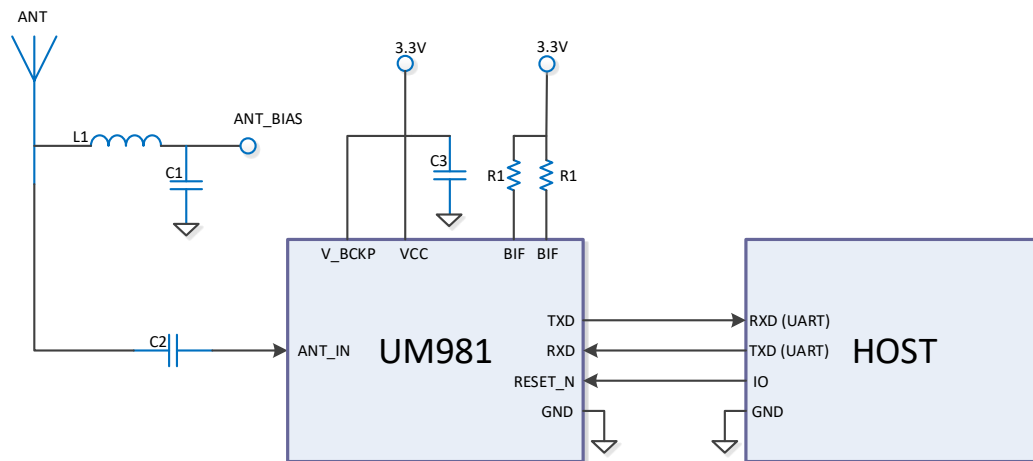 ANT
3.3V
3.3V
ANT_BIAS
L1
C1
C3
R1
R1
V_BCKP
VCC
BIF
BIF
TXD
RXD (UART)
C2
ANT_IN
UM981
RXD
TXD (UART)
HOST
RESET_N
IO
GND
GND